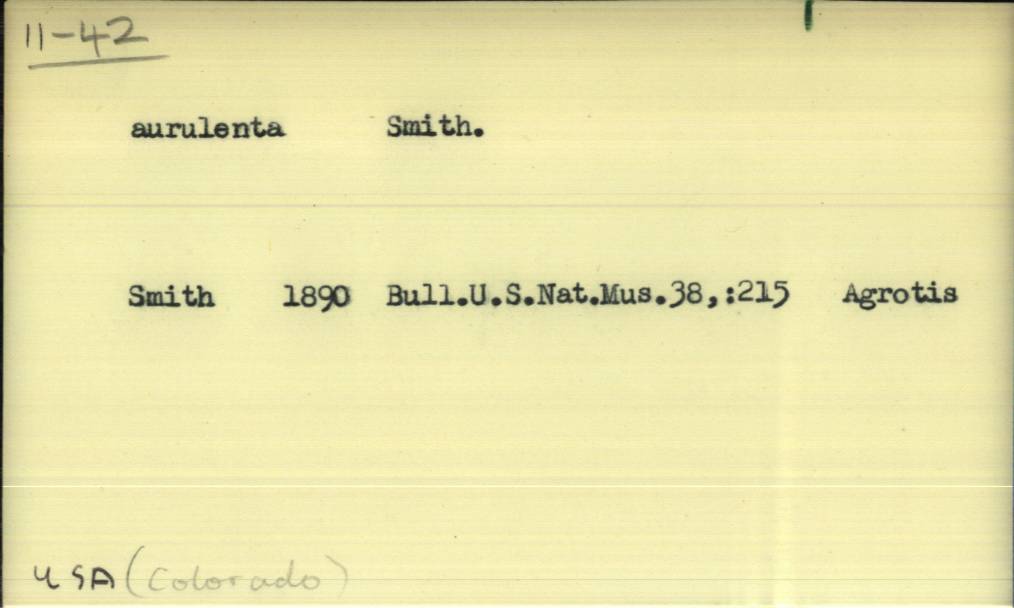 11-42
aurulenta Smith.
Smith 1890 Bull.U.S.Nat.Mus.38,:215 Agrotis
USA (Colorado)